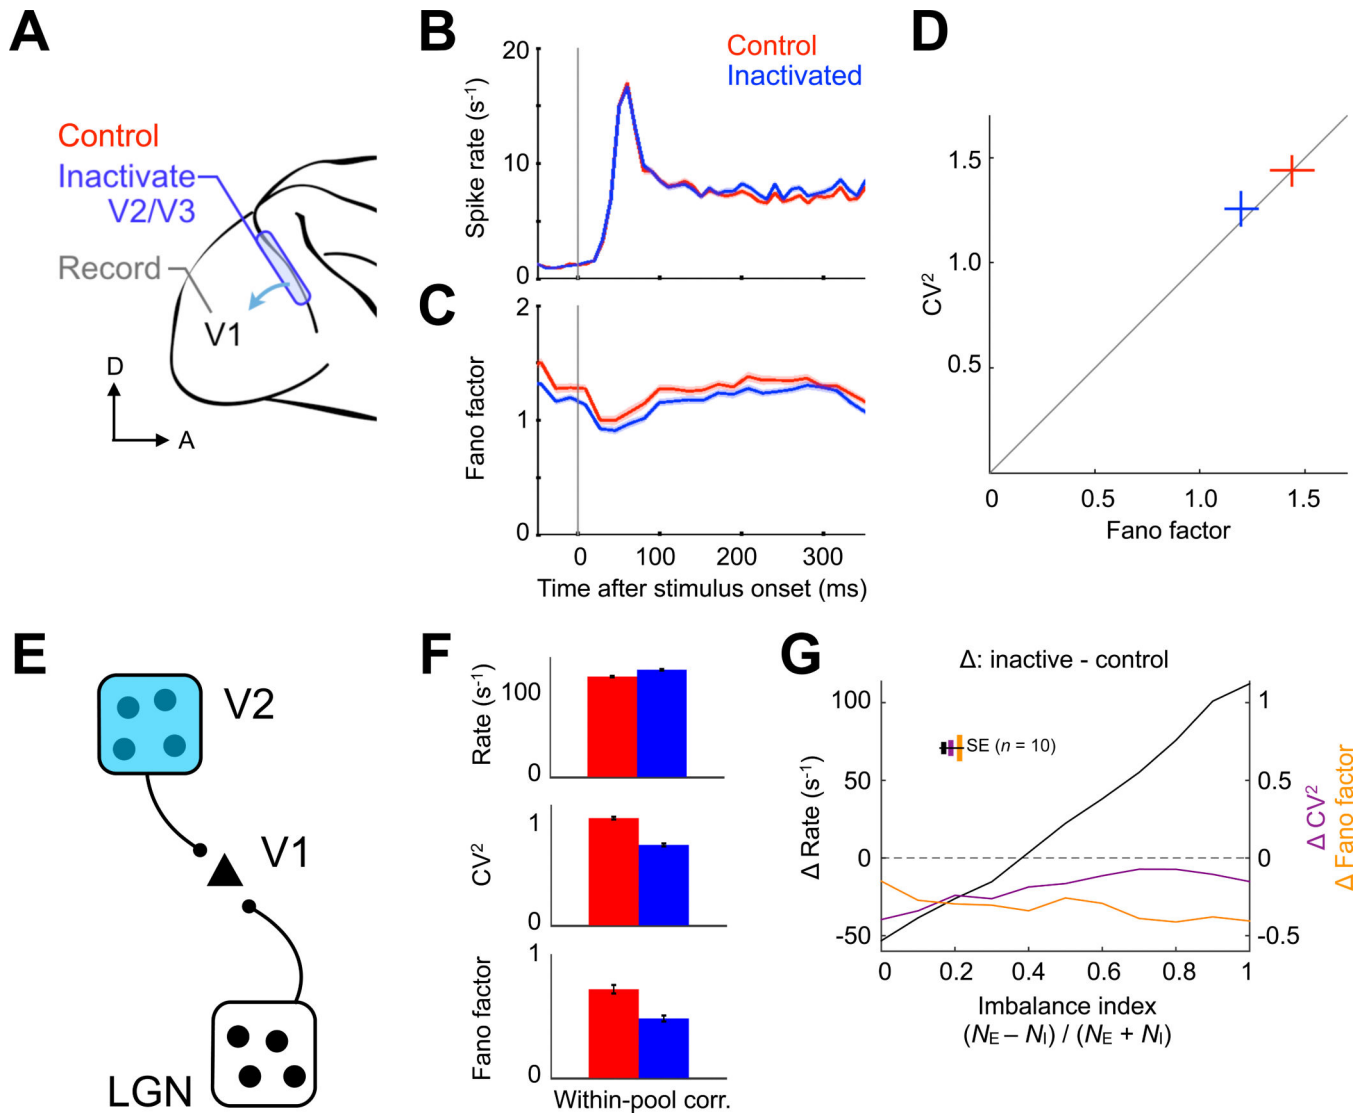 A
Control
Inactivate
V2/V3
Record
V1
D
A
B
Control
Inactivated
Spike rate (s⁻¹)
20
10
0
C
Fano factor
2
1
0
0 100 200 300
Time after stimulus onset (ms)
D
CV²
1.5
1.0
0.5
0 0.5 1.0 1.5
Fano factor
E
V2
V1
LGN
F
Rate (s⁻¹)
100
0
CV²
1
0
Fano factor
1
0
Within-pool corr.
G
Δ: inactive - control
Δ Rate (s⁻¹)
100
50
0
-50
SE (n = 10)
1
0.5
0
-0.5
Δ CV²
Δ Fano factor
0 0.2 0.4 0.6 0.8 1
Imbalance index
(N_E – N_I) / (N_E + N_I)